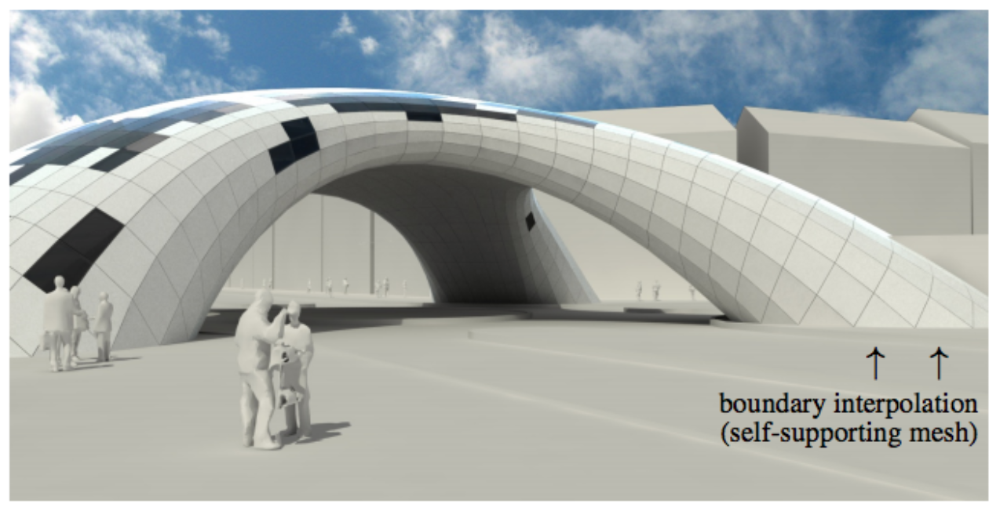 boundary interpolation
(self-supporting mesh)